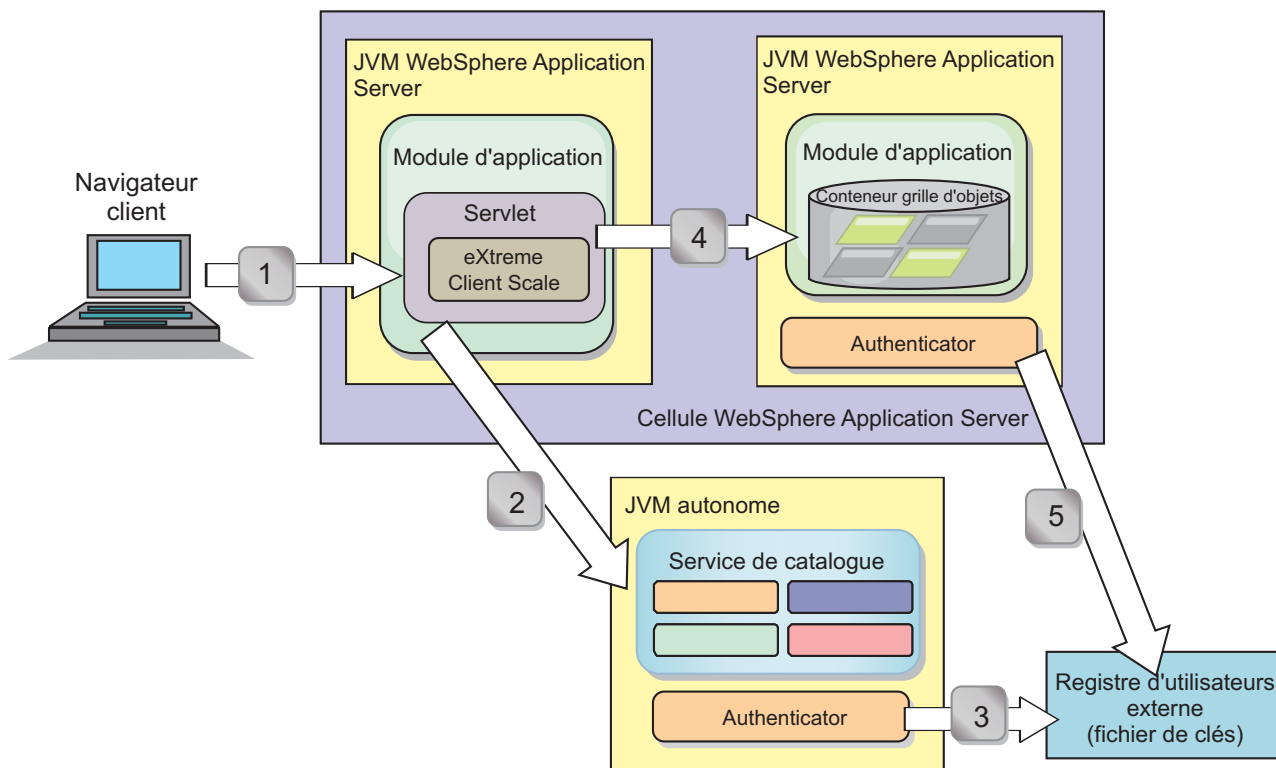 JVM WebSphere Application
Server
Module d'application
Servlet
eXtreme
Client Scale
JVM WebSphere Application
Server
Module d'application
Conteneur grille d'objets
Authenticator
Navigateur
client
1
4
Cellule WebSphere Application Server
2
5
JVM autonome
Service de catalogue
Authenticator
3
Registre d'utilisateurs
externe
(fichier de clés)